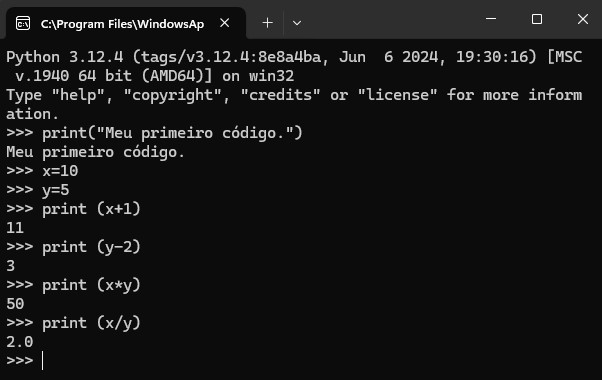 C:\Program Files\WindowsAp
Python 3.12.4 (tags/v3.12.4:8e8a4ba, Jun  6 2024, 19:30:16) [MSC
 v.1940 64 bit (AMD64)] on win32
Type "help", "copyright", "credits" or "license" for more inform
ation.
>>> print("Meu primeiro código.")
Meu primeiro código.
>>> x=10
>>> y=5
>>> print (x+1)
11
>>> print (y-2)
3
>>> print (x*y)
50
>>> print (x/y)
2.0
>>>